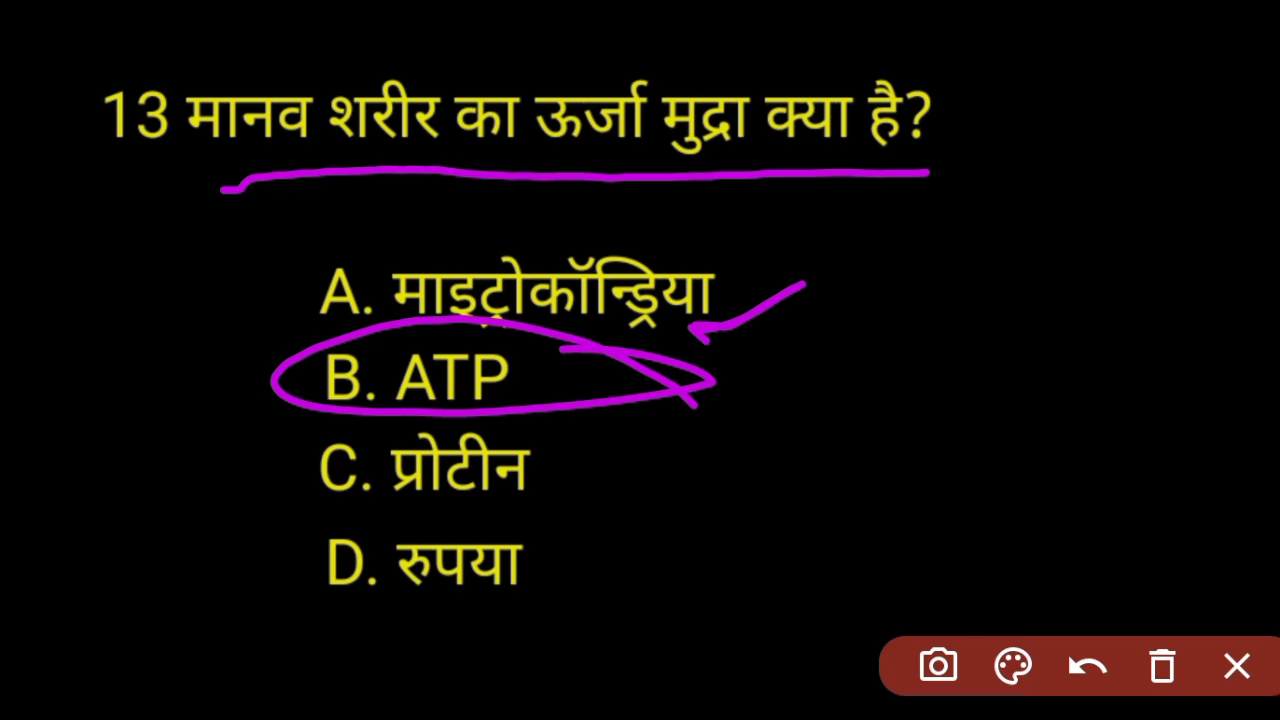 13 मानव शरीर का ऊर्जा मुद्रा क्या है?
A. माइट्रोकॉन्ड्रिया
B. ATP
C. प्रोटीन
D. रुपया